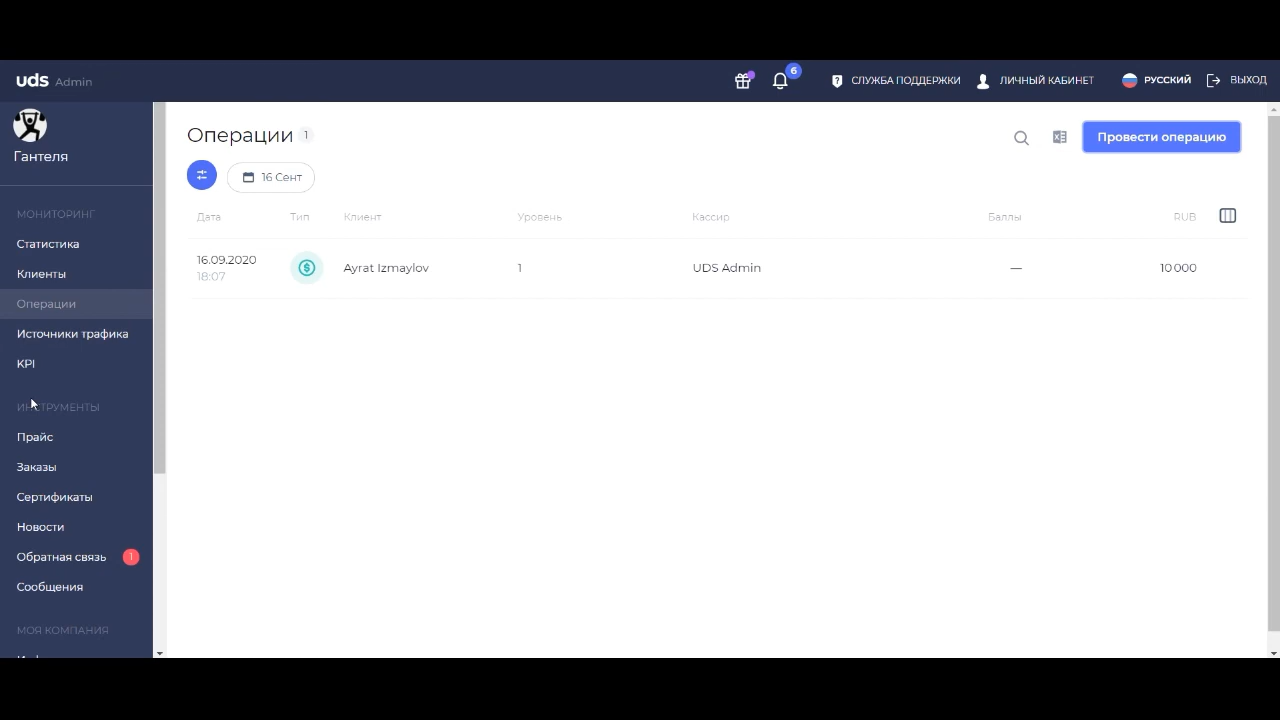 uds Admin
6
СЛУЖБА ПОДДЕРЖКИ
ЛИЧНЫЙ КАБИНЕТ
РУССКИЙ
ВЫХОД
Гантеля
МОНИТОРИНГ
Статистика
Клиенты
Операции
Источники трафика
KPI
ИНСТРУМЕНТЫ
Прайс
Заказы
Сертификаты
Новости
Обратная связь 1
Сообщения
МОЯ КОМПАНИЯ
Операции 1
Провести операцию
16 Сент
Дата Тип Клиент Уровень Кассир Баллы RUB
16.09.2020 Ayrat Izmaylov 1 UDS Admin — 10 000
18:07